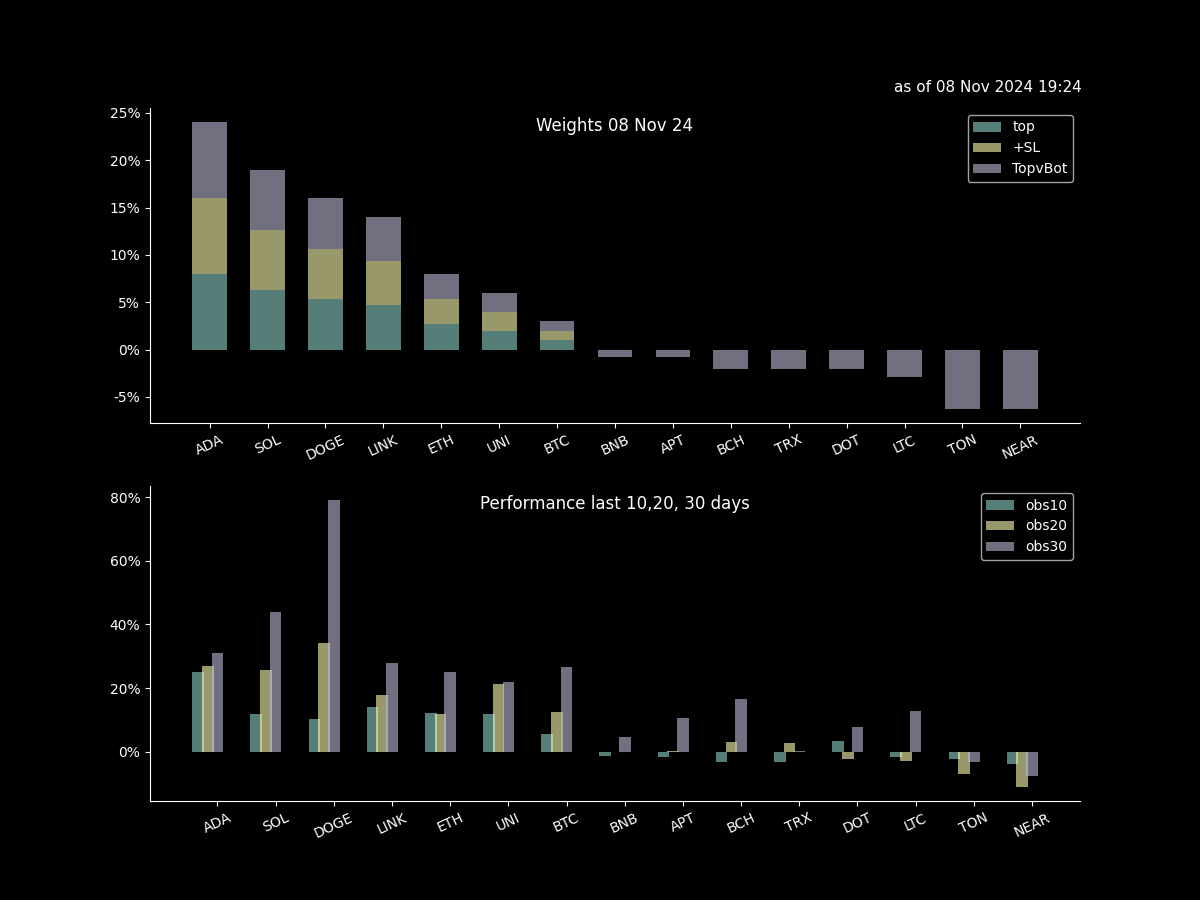 as of 08 Nov 2024 19:24
Weights 08 Nov 24
top
+SL
TopvBot
25%
20%
15%
10%
5%
0%
-5%
ADA SOL DOGE LINK ETH UNI BTC BNB APT BCH TRX DOT LTC TON NEAR
Performance last 10,20, 30 days
obs10
obs20
obs30
80%
60%
40%
20%
0%
ADA SOL DOGE LINK ETH UNI BTC BNB APT BCH TRX DOT LTC TON NEAR